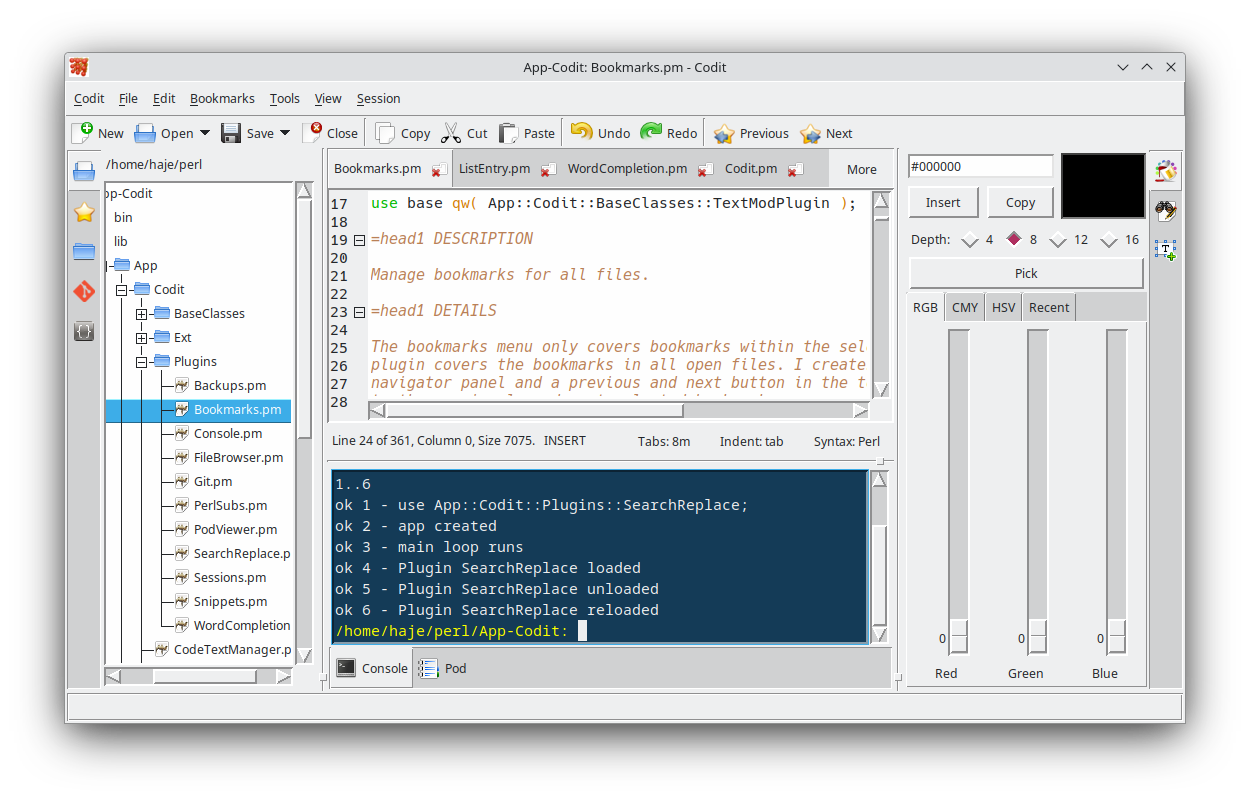 App-Codit: Bookmarks.pm - Codit
Codit File Edit Bookmarks Tools View Session
New Open Save Close Copy Cut Paste Undo Redo Previous Next
/home/haje/perl
pp-Codit
bin
lib
App
Codit
BaseClasses
Ext
Plugins
Backups.pm
Bookmarks.pm
Console.pm
FileBrowser.pm
Git.pm
PerlSubs.pm
PodViewer.pm
SearchReplace.p
Sessions.pm
Snippets.pm
WordCompletion
CodeTextManager.p
Bookmarks.pm ListEntry.pm WordCompletion.pm Codit.pm More
17 use base qw( App::Codit::BaseClasses::TextModPlugin );
18
19 =head1 DESCRIPTION
20
21 Manage bookmarks for all files.
22
23 =head1 DETAILS
24
25 The bookmarks menu only covers bookmarks within the sel
26 plugin covers the bookmarks in all open files. I create
27 navigator panel and a previous and next button in the t
28
Line 24 of 361, Column 0, Size 7075. INSERT Tabs: 8m Indent: tab Syntax: Perl
1..6
ok 1 - use App::Codit::Plugins::SearchReplace;
ok 2 - app created
ok 3 - main loop runs
ok 4 - Plugin SearchReplace loaded
ok 5 - Plugin SearchReplace unloaded
ok 6 - Plugin SearchReplace reloaded
/home/haje/perl/App-Codit:
Console Pod
#000000
Insert Copy
Depth: 4 8 12 16
Pick
RGB CMY HSV Recent
0 0 0
Red Green Blue